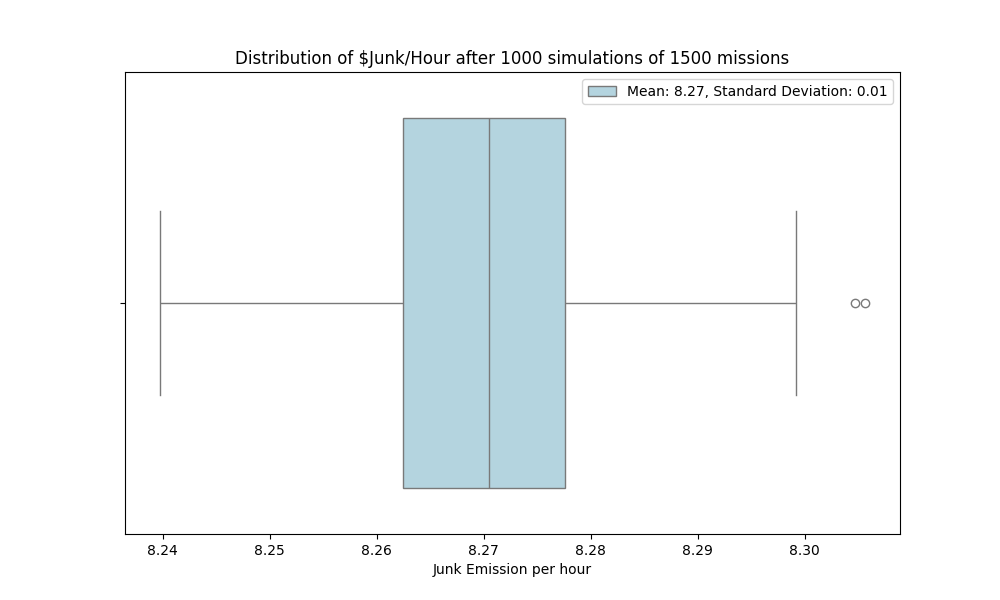 Distribution of $Junk/Hour after 1000 simulations of 1500 missions
Mean: 8.27, Standard Deviation: 0.01
8.24 8.25 8.26 8.27 8.28 8.29 8.30
Junk Emission per hour